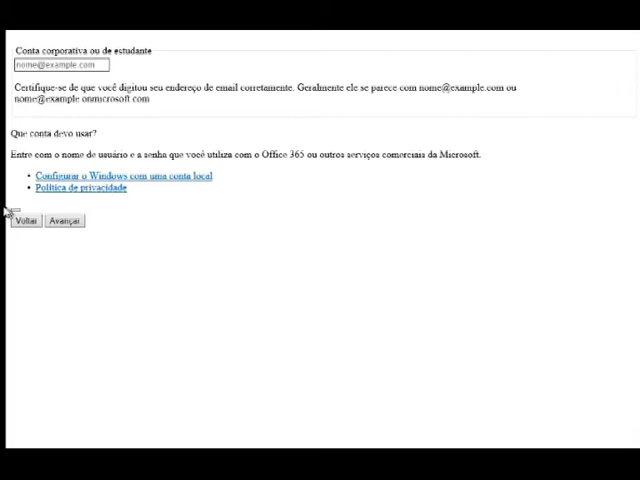 Conta corporativa ou de estudante
nome@example.com
Certifique-se de que você digitou seu endereço de email corretamente. Geralmente ele se parece com nome@example.com ou
nome@example.onmicrosoft.com
Que conta devo usar?
Entre com o nome de usuário e a senha que você utiliza com o Office 365 ou outros serviços comerciais da Microsoft.
• Configurar o Windows com uma conta local
• Política de privacidade
Voltar Avançar